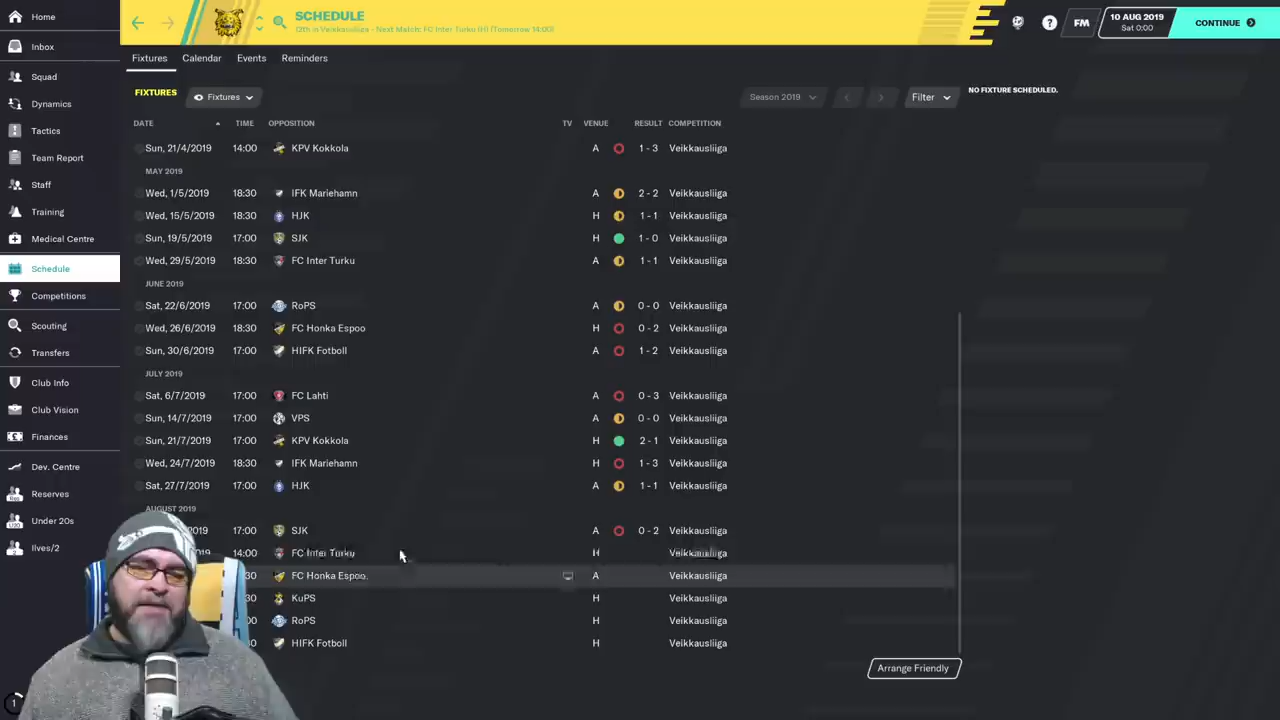 SCHEDULE
12th in Veikkausliiga - Next Match: FC Inter Turku (H) (Tomorrow 14:00)
FM
10 AUG 2019
Sat 0:00
CONTINUE
Home
Inbox
Squad
Dynamics
Tactics
Team Report
Staff
Training
Medical Centre
Schedule
Competitions
Scouting
Transfers
Club Info
Club Vision
Finances
Dev. Centre
Reserves
Under 20s
Ilves/2
1
Fixtures Calendar Events Reminders
FIXTURES Fixtures Season 2019 Filter
NO FIXTURE SCHEDULED.
DATE TIME OPPOSITION TV VENUE RESULT COMPETITION
Sun, 21/4/2019 14:00 KPV Kokkola A 1 - 3 Veikkausliiga
MAY 2019
Wed, 1/5/2019 18:30 IFK Mariehamn A 2 - 2 Veikkausliiga
Wed, 15/5/2019 18:30 HJK H 1 - 1 Veikkausliiga
Sun, 19/5/2019 17:00 SJK H 1 - 0 Veikkausliiga
Wed, 29/5/2019 18:30 FC Inter Turku A 1 - 1 Veikkausliiga
JUNE 2019
Sat, 22/6/2019 17:00 RoPS A 0 - 0 Veikkausliiga
Wed, 26/6/2019 18:30 FC Honka Espoo H 0 - 2 Veikkausliiga
Sun, 30/6/2019 17:00 HIFK Fotboll A 1 - 2 Veikkausliiga
JULY 2019
Sat, 6/7/2019 17:00 FC Lahti A 0 - 3 Veikkausliiga
Sun, 14/7/2019 17:00 VPS A 0 - 0 Veikkausliiga
Sun, 21/7/2019 17:00 KPV Kokkola H 2 - 1 Veikkausliiga
Wed, 24/7/2019 18:30 IFK Mariehamn H 1 - 3 Veikkausliiga
Sat, 27/7/2019 17:00 HJK A 1 - 1 Veikkausliiga
AUGUST 2019
17:00 SJK A 0 - 2 Veikkausliiga
14:00 FC Inter Turku H Veikkausliiga
FC Honka Espoo. A Veikkausliiga
KuPS H Veikkausliiga
RoPS H Veikkausliiga
HIFK Fotboll H Veikkausliiga
Arrange Friendly